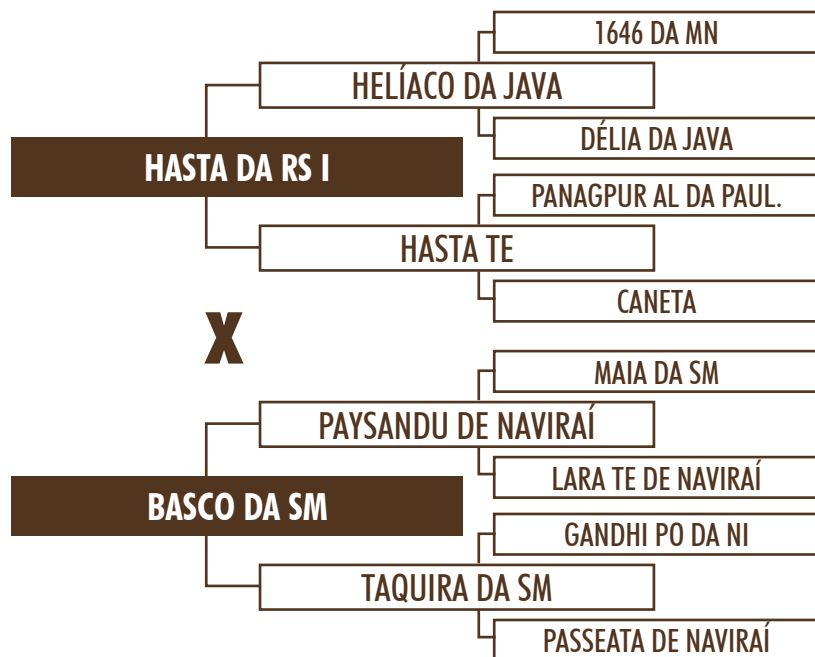 1646 DA MN
HELÍACO DA JAVA
DÉLIA DA JAVA
HASTA DA RS I
PANAGPUR AL DA PAUL.
HASTA TE
CANETA
X
MAIA DA SM
PAYSANDU DE NAVIRAÍ
LARA TE DE NAVIRAÍ
BASCO DA SM
GANDHI PO DA NI
TAQUIRA DA SM
PASSEATA DE NAVIRAÍ